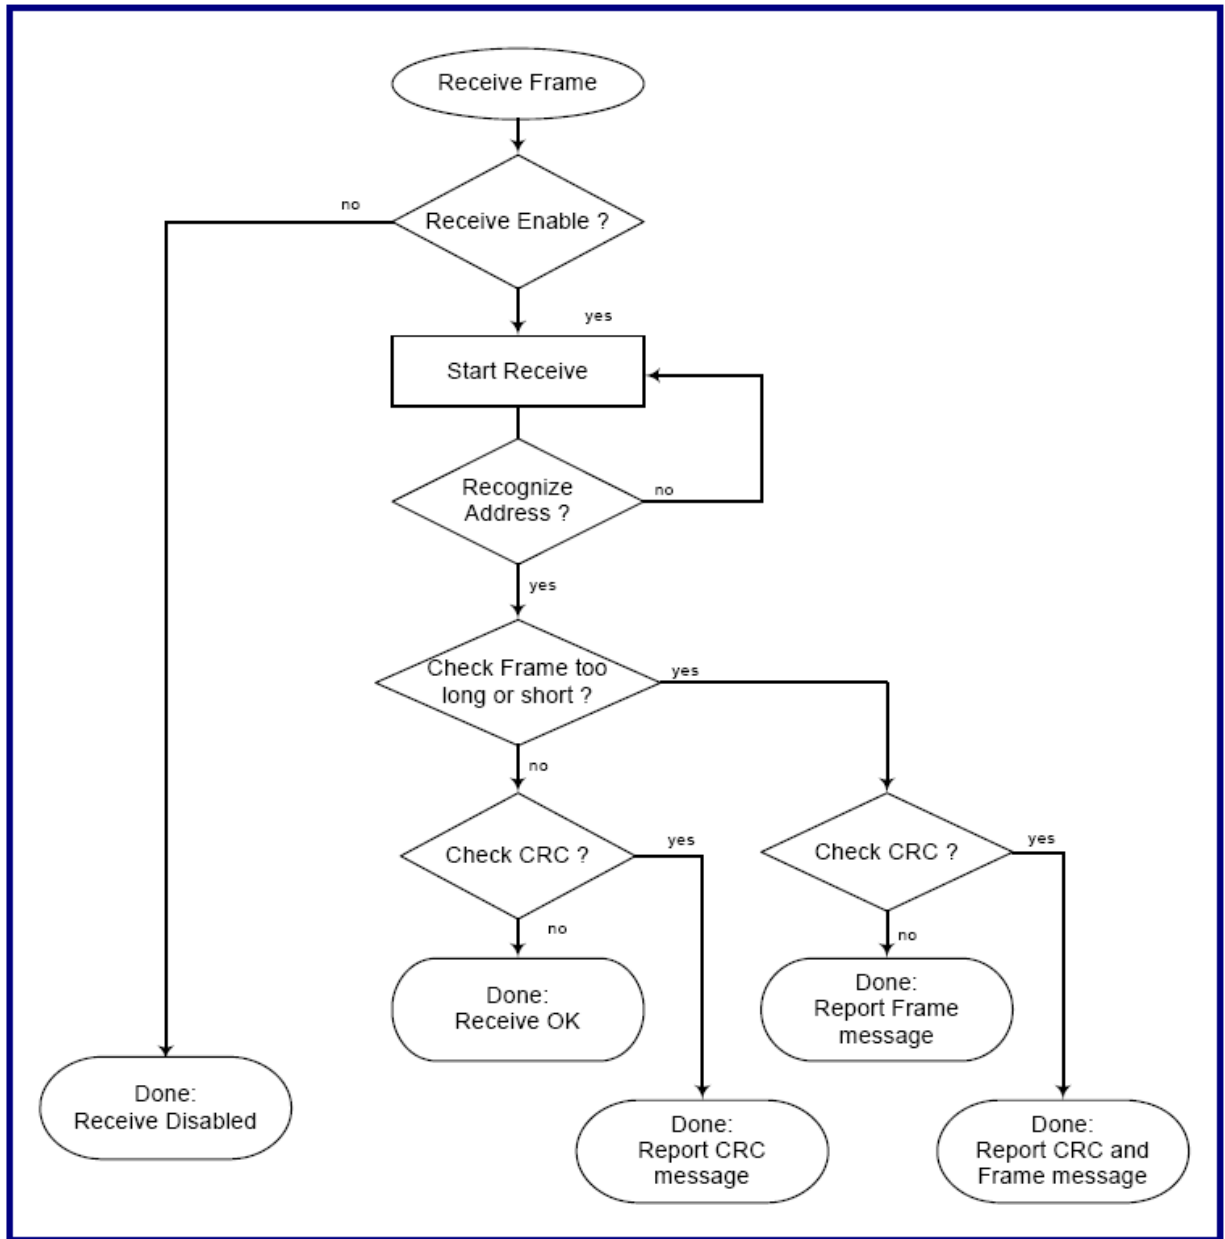 Receive Frame
no
Receive Enable ?
yes
Start Receive
Recognize
Address ?
no
yes
Check Frame too
long or short ?
yes
no
Check CRC ?
yes
Check CRC ?
yes
no
no
Done:
Receive OK
Done:
Report Frame
message
Done:
Receive Disabled
Done:
Report CRC
message
Done:
Report CRC and
Frame message